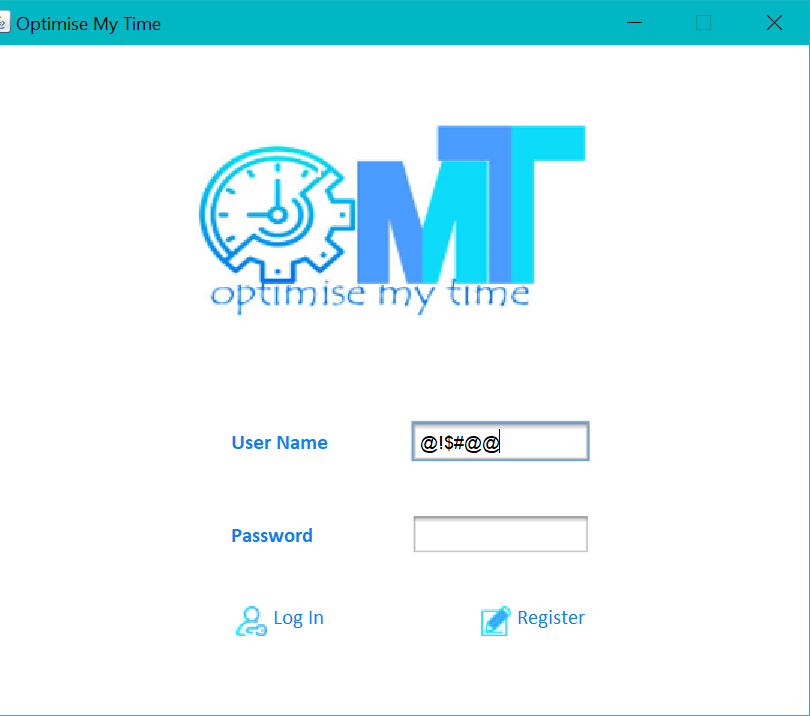 Optimise My Time
MT
optimise my time
User Name
@!$#@@
Password
Log In
Register